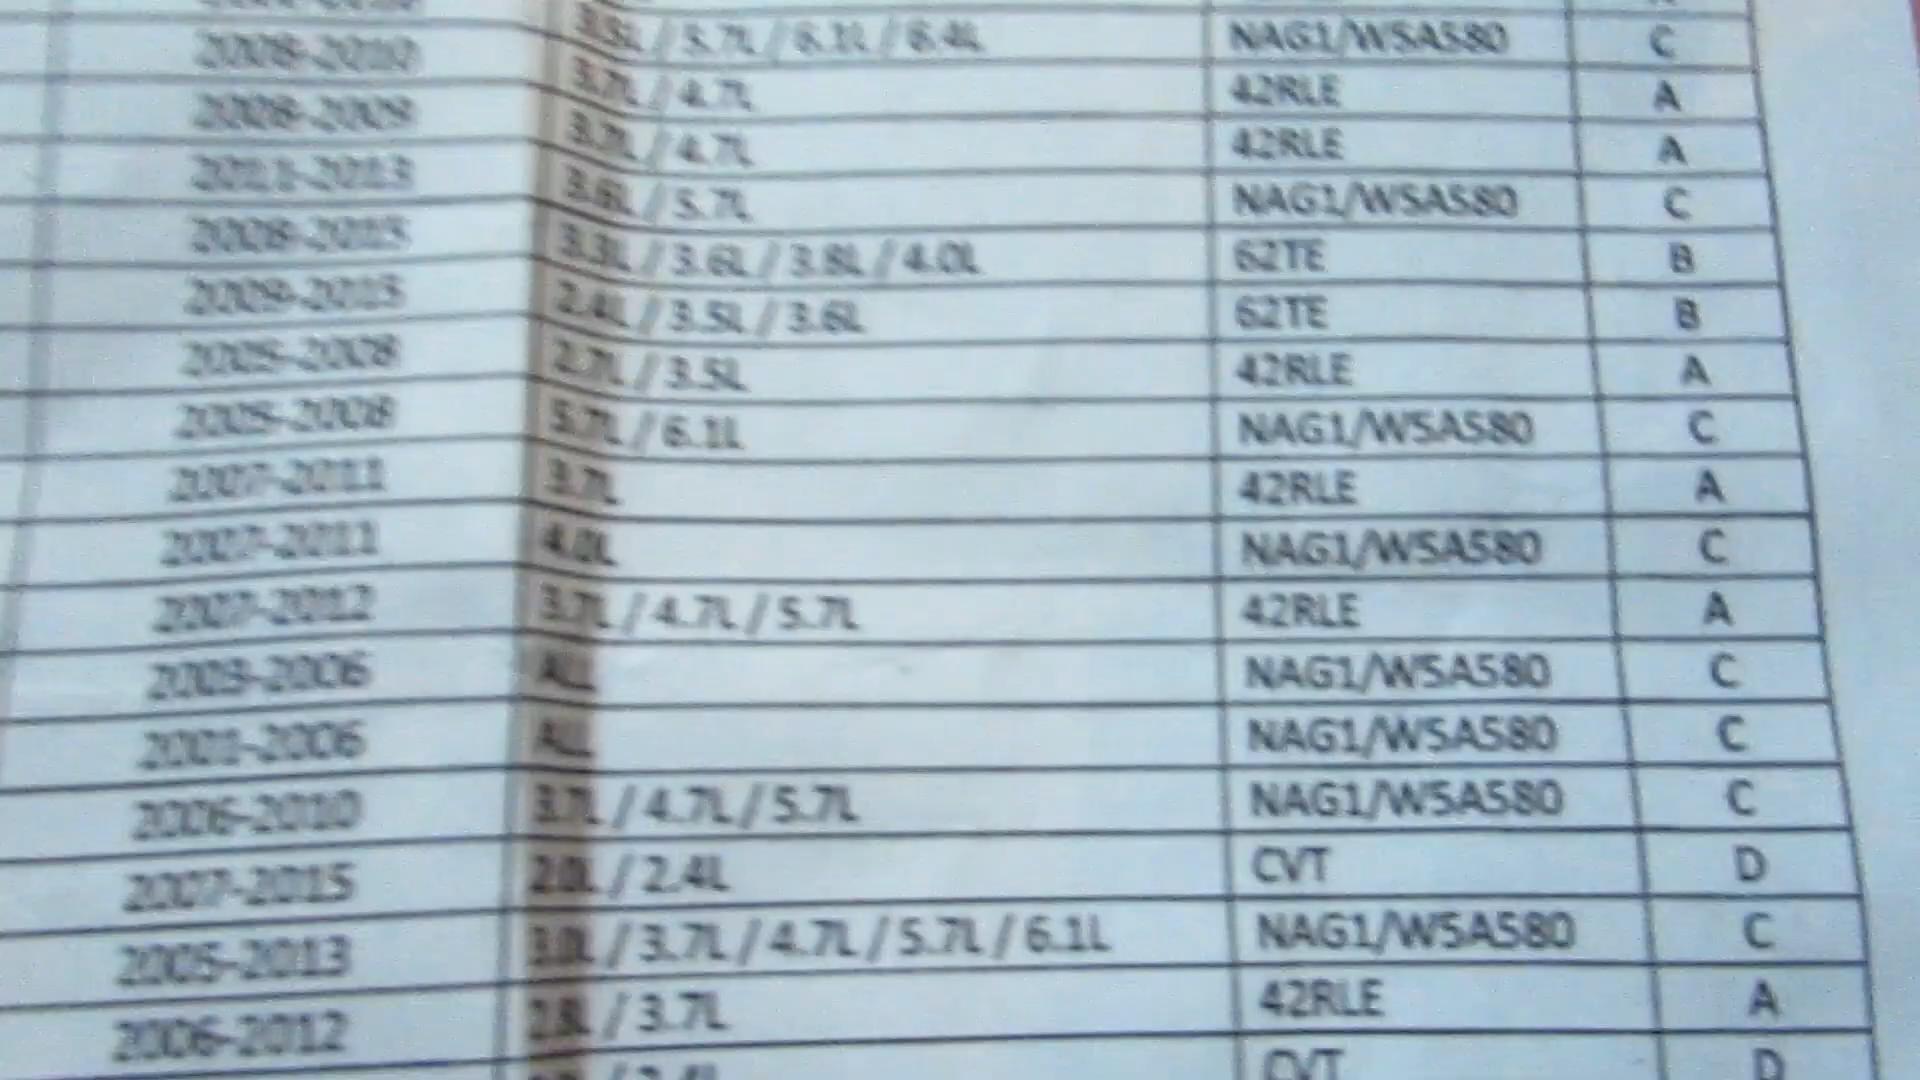 3.5L / 5.7L / 6.1L / 6.4L NAG1/W5A580 C
2008-2010 3.7L / 4.7L 42RLE A
2008-2009 3.7L / 4.7L 42RLE A
2011-2013 3.6L / 5.7L NAG1/W5A580 C
2008-2015 3.3L / 3.6L / 3.8L / 4.0L 62TE B
2009-2015 2.4L / 3.5L / 3.6L 62TE B
2005-2008 2.7L / 3.5L 42RLE A
2005-2008 5.7L / 6.1L NAG1/W5A580 C
2007-2011 3.7L 42RLE A
2007-2011 4.0L NAG1/W5A580 C
2007-2012 3.7L / 4.7L / 5.7L 42RLE A
2003-2006 ALL NAG1/W5A580 C
2001-2006 ALL NAG1/W5A580 C
2006-2010 3.7L / 4.7L / 5.7L NAG1/W5A580 C
2007-2015 2.0L / 2.4L CVT D
2005-2013 3.0L / 3.7L / 4.7L / 5.7L / 6.1L NAG1/W5A580 C
2006-2012 2.8L / 3.7L 42RLE A
/ 2.4L CVT D